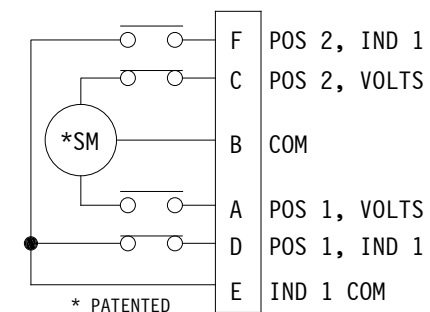 F POS 2, IND 1
C POS 2, VOLTS
*SM
B COM
A POS 1, VOLTS
D POS 1, IND 1
E IND 1 COM
* PATENTED